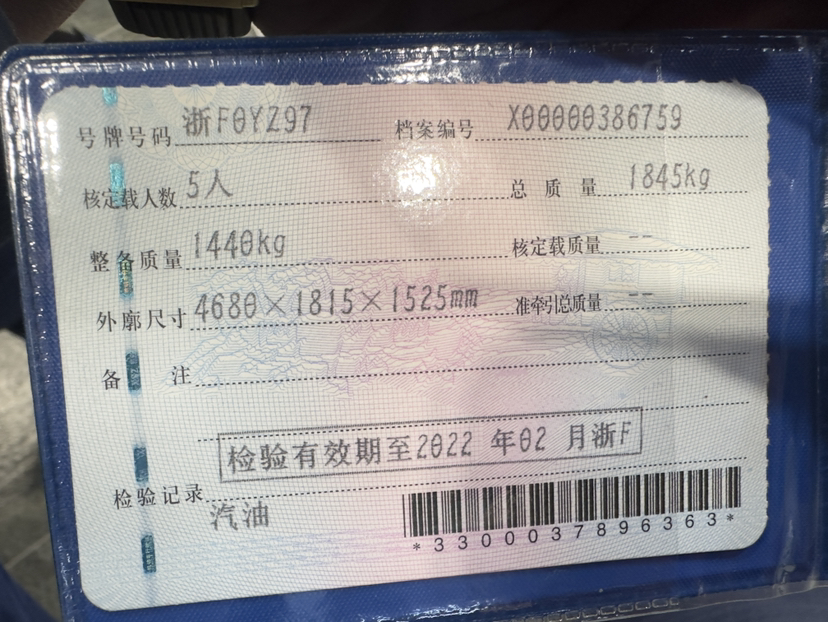 号牌号码 浙F0YZ97 档案编号 X00000386759
核定载人数 5人 总质量 1845kg
整备质量 1440kg 核定载质量 --
外廓尺寸 4680×1815×1525mm 准牵引总质量 --
备注
检验有效期至2022 年02 月浙F
检验记录
汽油
*3300037896363*